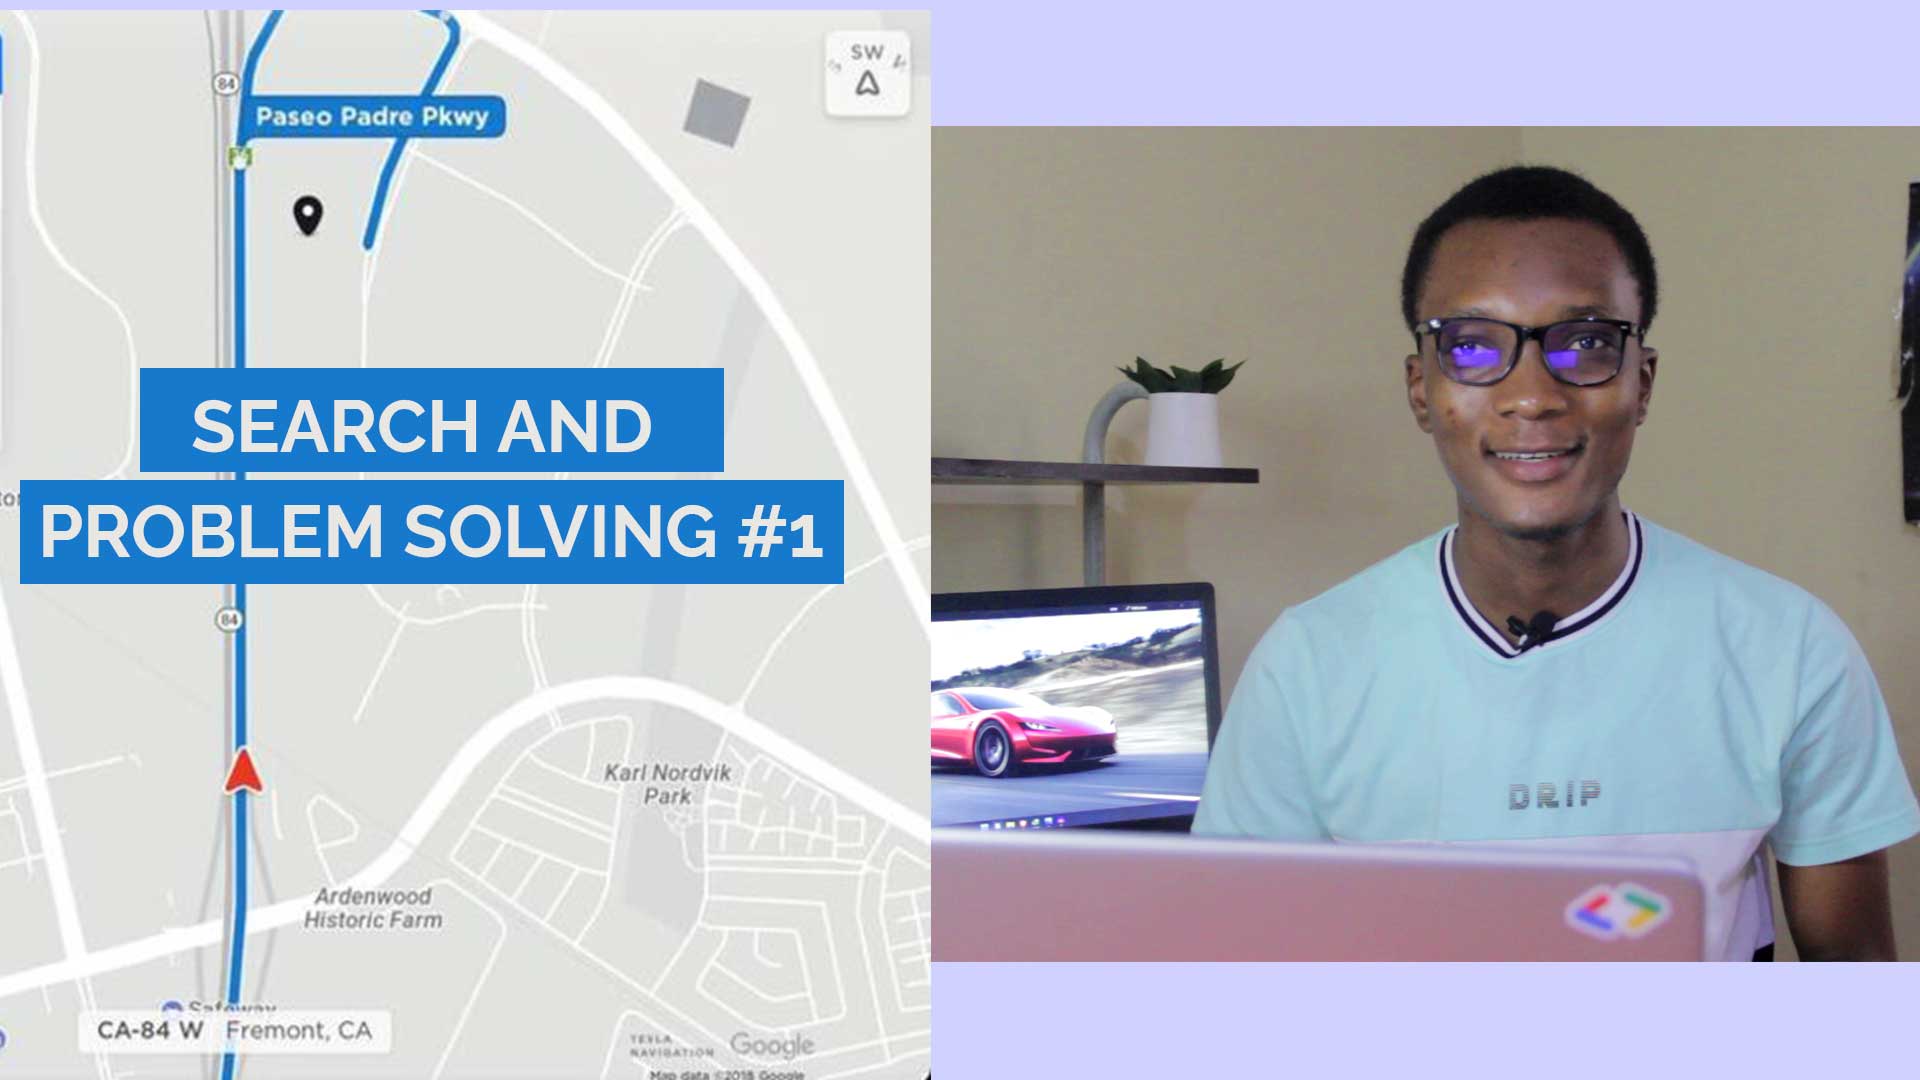 SW
84
Paseo Padre Pkwy
SEARCH AND
PROBLEM SOLVING #1
84
Karl Nordvik
Park
Ardenwood
Historic Farm
Safeway
CA-84 W Fremont, CA
TESLA
NAVIGATION
Google
Map data ©2018 Google
DRIP